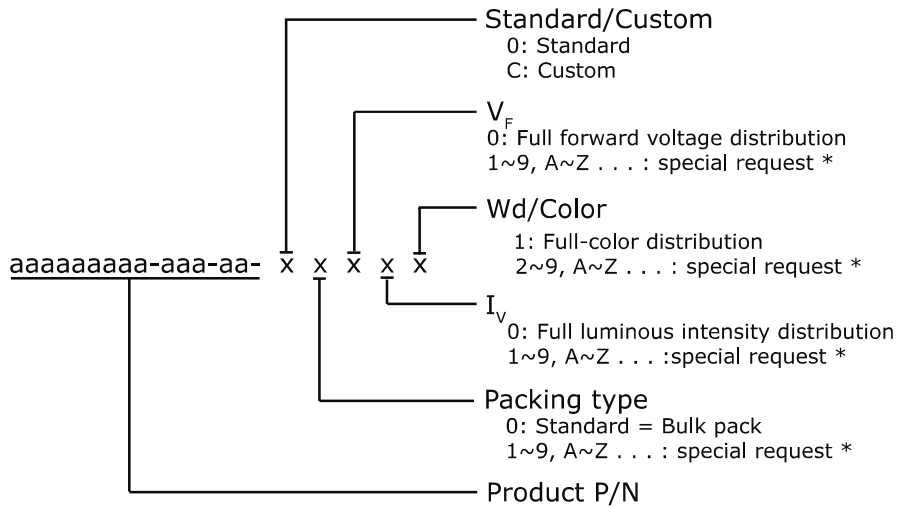 Standard/Custom
0: Standard
C: Custom
VF
0: Full forward voltage distribution
1~9, A~Z . . . : special request *
Wd/Color
1: Full-color distribution
2~9, A~Z . . . : special request *
aaaaaaaaa-aaa-aa- x x x x x
IV
0: Full luminous intensity distribution
1~9, A~Z . . . :special request *
Packing type
0: Standard = Bulk pack
1~9, A~Z . . . : special request *
Product P/N